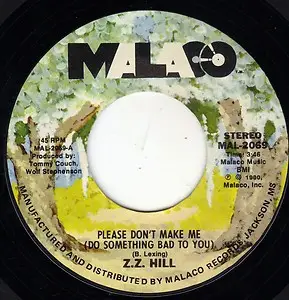 MALACO
45 RPM
MAL-2069-A
Produced by:
Tommy Couch,
Wolf Stephenson
STEREO
MAL-2069
Time: 3:46
Malaco Music
BMI
℗ 1980,
Malaco, Inc.
PLEASE DON'T MAKE ME
(DO SOMETHING BAD TO YOU)
(B. Lexing)
Z.Z. HILL
MANUFACTURED AND DISTRIBUTED BY MALACO RECORDS, JACKSON, MS